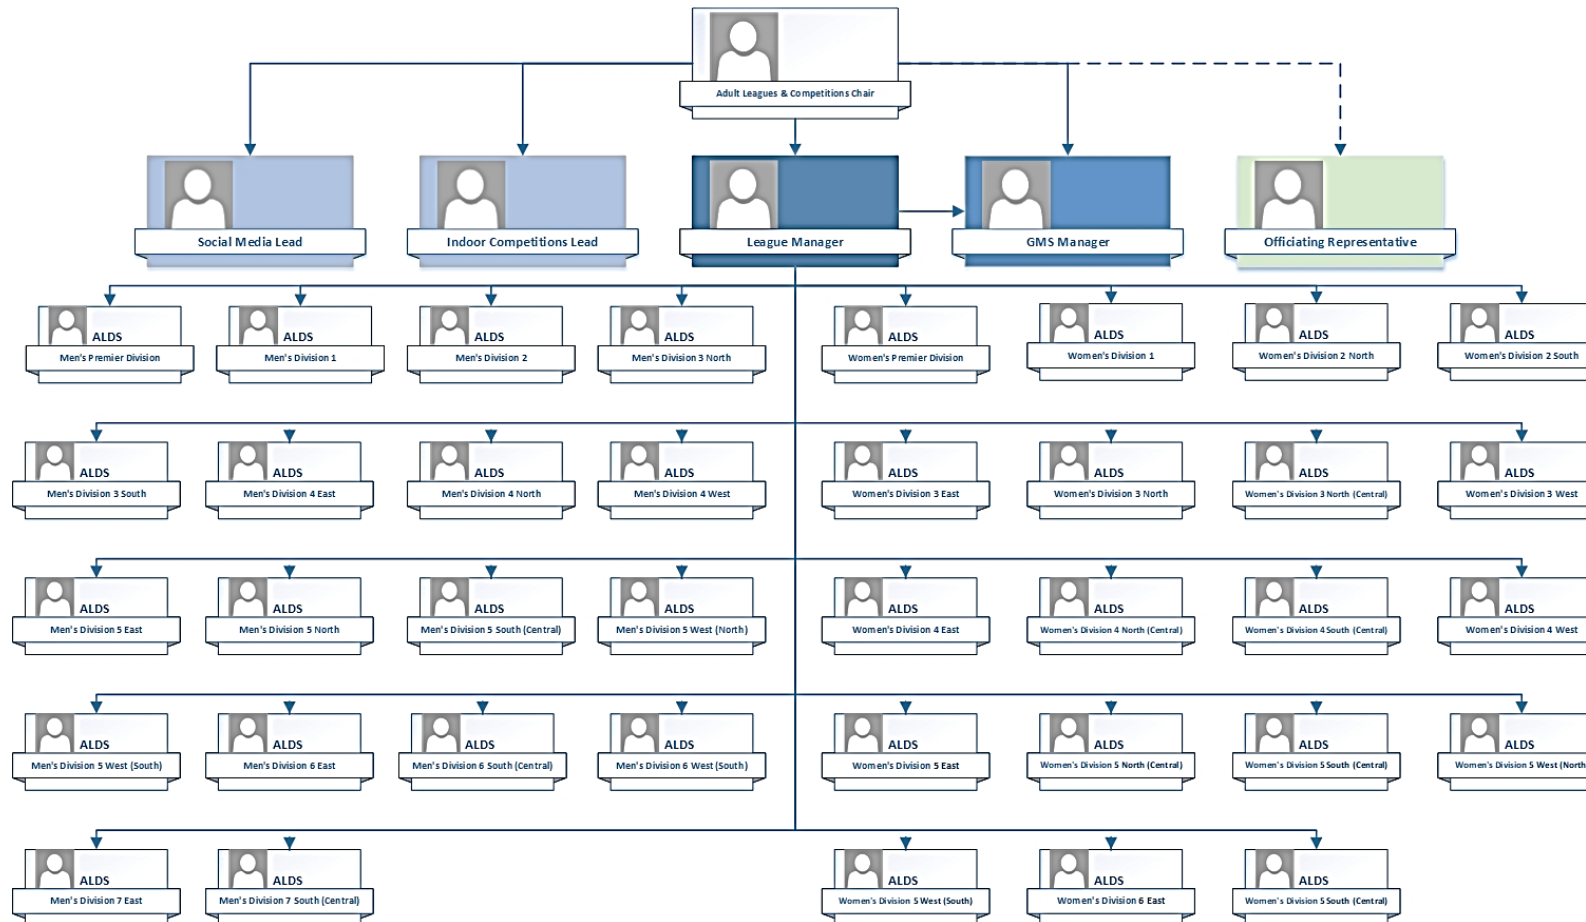 Adult Leagues & Competitions Chair
Social Media Lead
Indoor Competitions Lead
League Manager
GMS Manager
Officiating Representative
ALDS
Men's Premier Division
ALDS
Men's Division 1
ALDS
Men's Division 2
ALDS
Men's Division 3 North
ALDS
Women's Premier Division
ALDS
Women's Division 1
ALDS
Women's Division 2 North
ALDS
Women's Division 2 South
ALDS
Men's Division 3 South
ALDS
Men's Division 4 East
ALDS
Men's Division 4 North
ALDS
Men's Division 4 West
ALDS
Women's Division 3 East
ALDS
Women's Division 3 North
ALDS
Women's Division 3 North (Central)
ALDS
Women's Division 3 West
ALDS
Men's Division 5 East
ALDS
Men's Division 5 North
ALDS
Men's Division 5 South (Central)
ALDS
Men's Division 5 West (North)
ALDS
Women's Division 4 East
ALDS
Women's Division 4 North (Central)
ALDS
Women's Division 4 South (Central)
ALDS
Women's Division 4 West
ALDS
Men's Division 5 West (South)
ALDS
Men's Division 6 East
ALDS
Men's Division 6 South (Central)
ALDS
Men's Division 6 West (South)
ALDS
Women's Division 5 East
ALDS
Women's Division 5 North (Central)
ALDS
Women's Division 5 South (Central)
ALDS
Women's Division 5 West (North
ALDS
Men's Division 7 East
ALDS
Men's Division 7 South (Central)
ALDS
Women's Division 5 West (South)
ALDS
Women's Division 6 East
ALDS
Women's Division 5 South (Central)